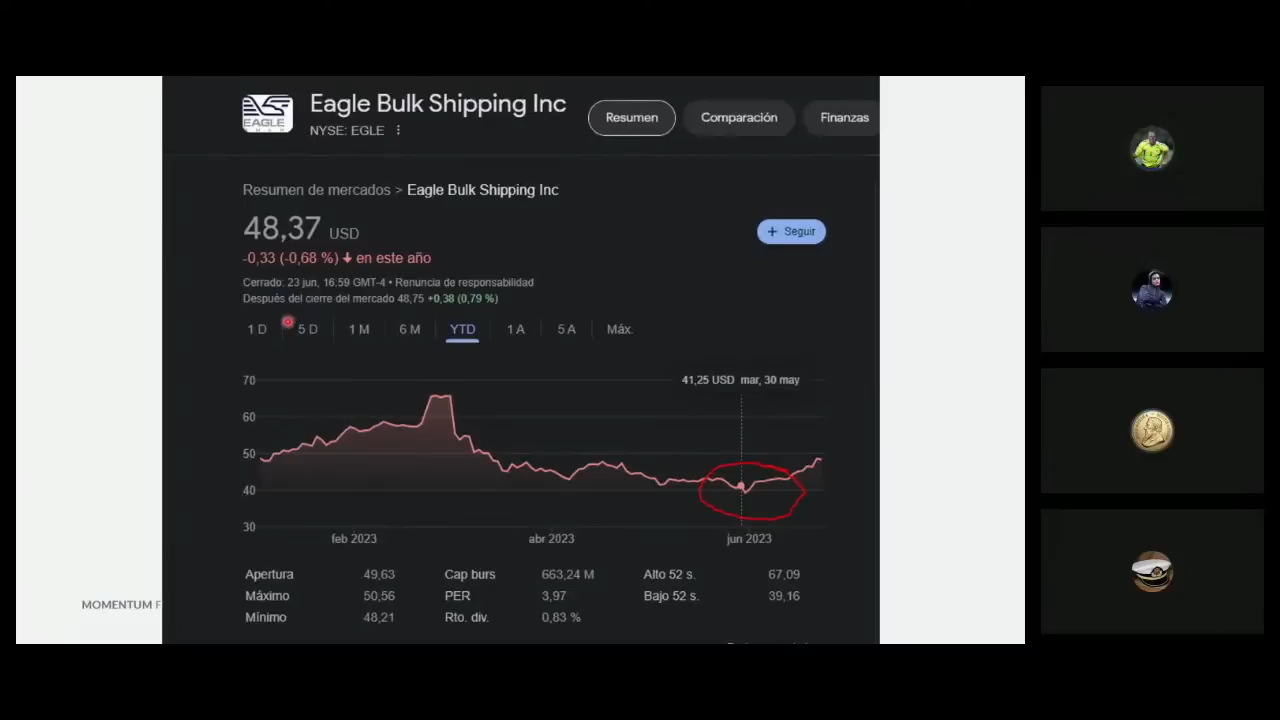 Eagle Bulk Shipping Inc
NYSE: EGLE
EAGLE
Resumen
Comparación
Finanzas
Resumen de mercados > Eagle Bulk Shipping Inc
48,37 USD
+ Seguir
-0,33 (-0,68 %) ↓ en este año
Cerrado: 23 jun, 16:59 GMT-4 • Renuncia de responsabilidad
Después del cierre del mercado 48,75 +0,38 (0,79 %)
1 D 5 D 1 M 6 M YTD 1 A 5 A Máx.
41,25 USD mar, 30 may
70
60
50
40
30
feb 2023 abr 2023 jun 2023
Apertura 49,63 Cap burs 663,24 M Alto 52 s. 67,09
Máximo 50,56 PER 3,97 Bajo 52 s. 39,16
Mínimo 48,21 Rto. div. 0,83 %
MOMENTUM F